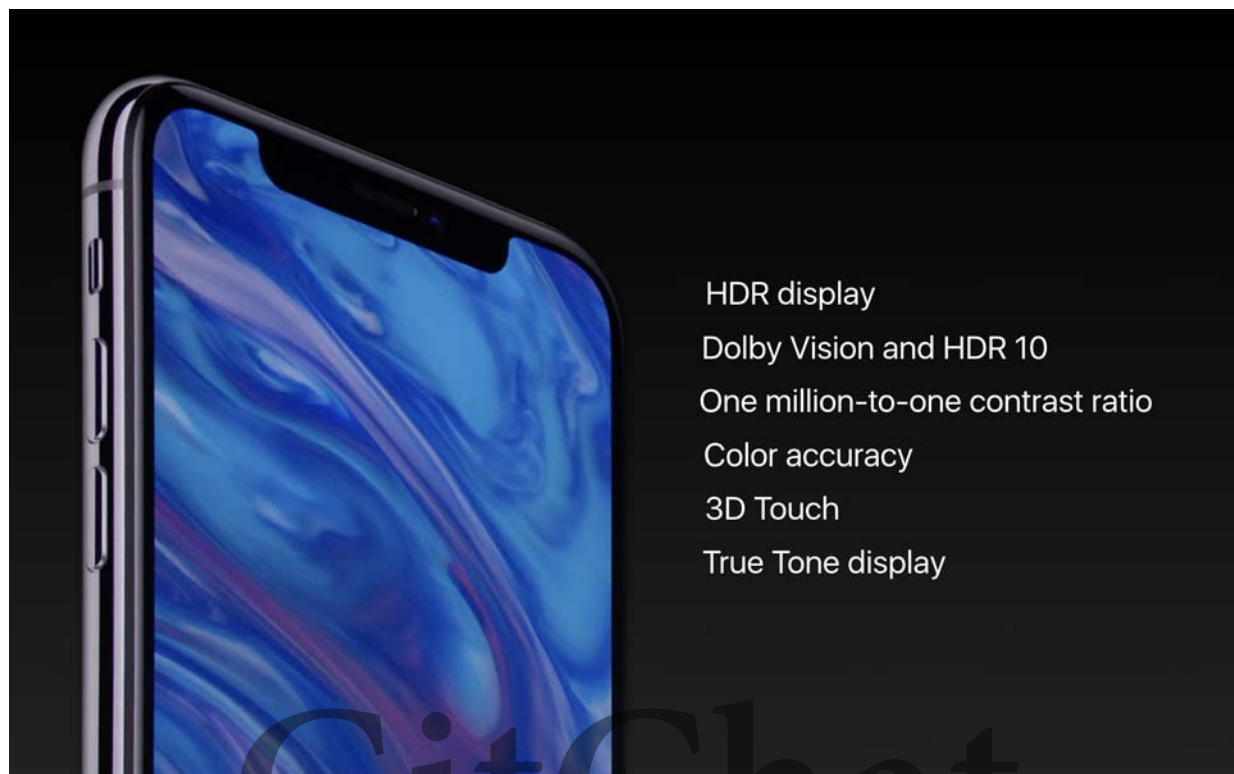 HDR display
Dolby Vision and HDR 10
One million-to-one contrast ratio
Color accuracy
3D Touch
True Tone display
GitChat